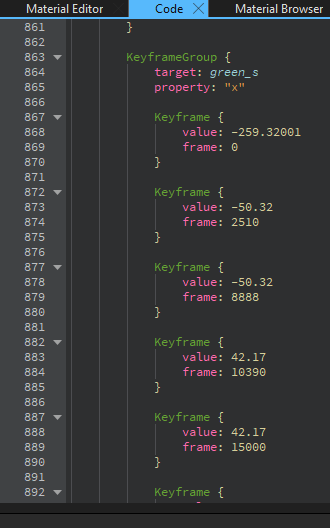 Material Editor Code Material Browser
861 }
862
863 KeyframeGroup {
864 target: green_s
865 property: "x"
866
867 Keyframe {
868 value: -259.32001
869 frame: 0
870 }
871
872 Keyframe {
873 value: -50.32
874 frame: 2510
875 }
876
877 Keyframe {
878 value: -50.32
879 frame: 8888
880 }
881
882 Keyframe {
883 value: 42.17
884 frame: 10390
885 }
886
887 Keyframe {
888 value: 42.17
889 frame: 15000
890 }
891
892 Keyframe {